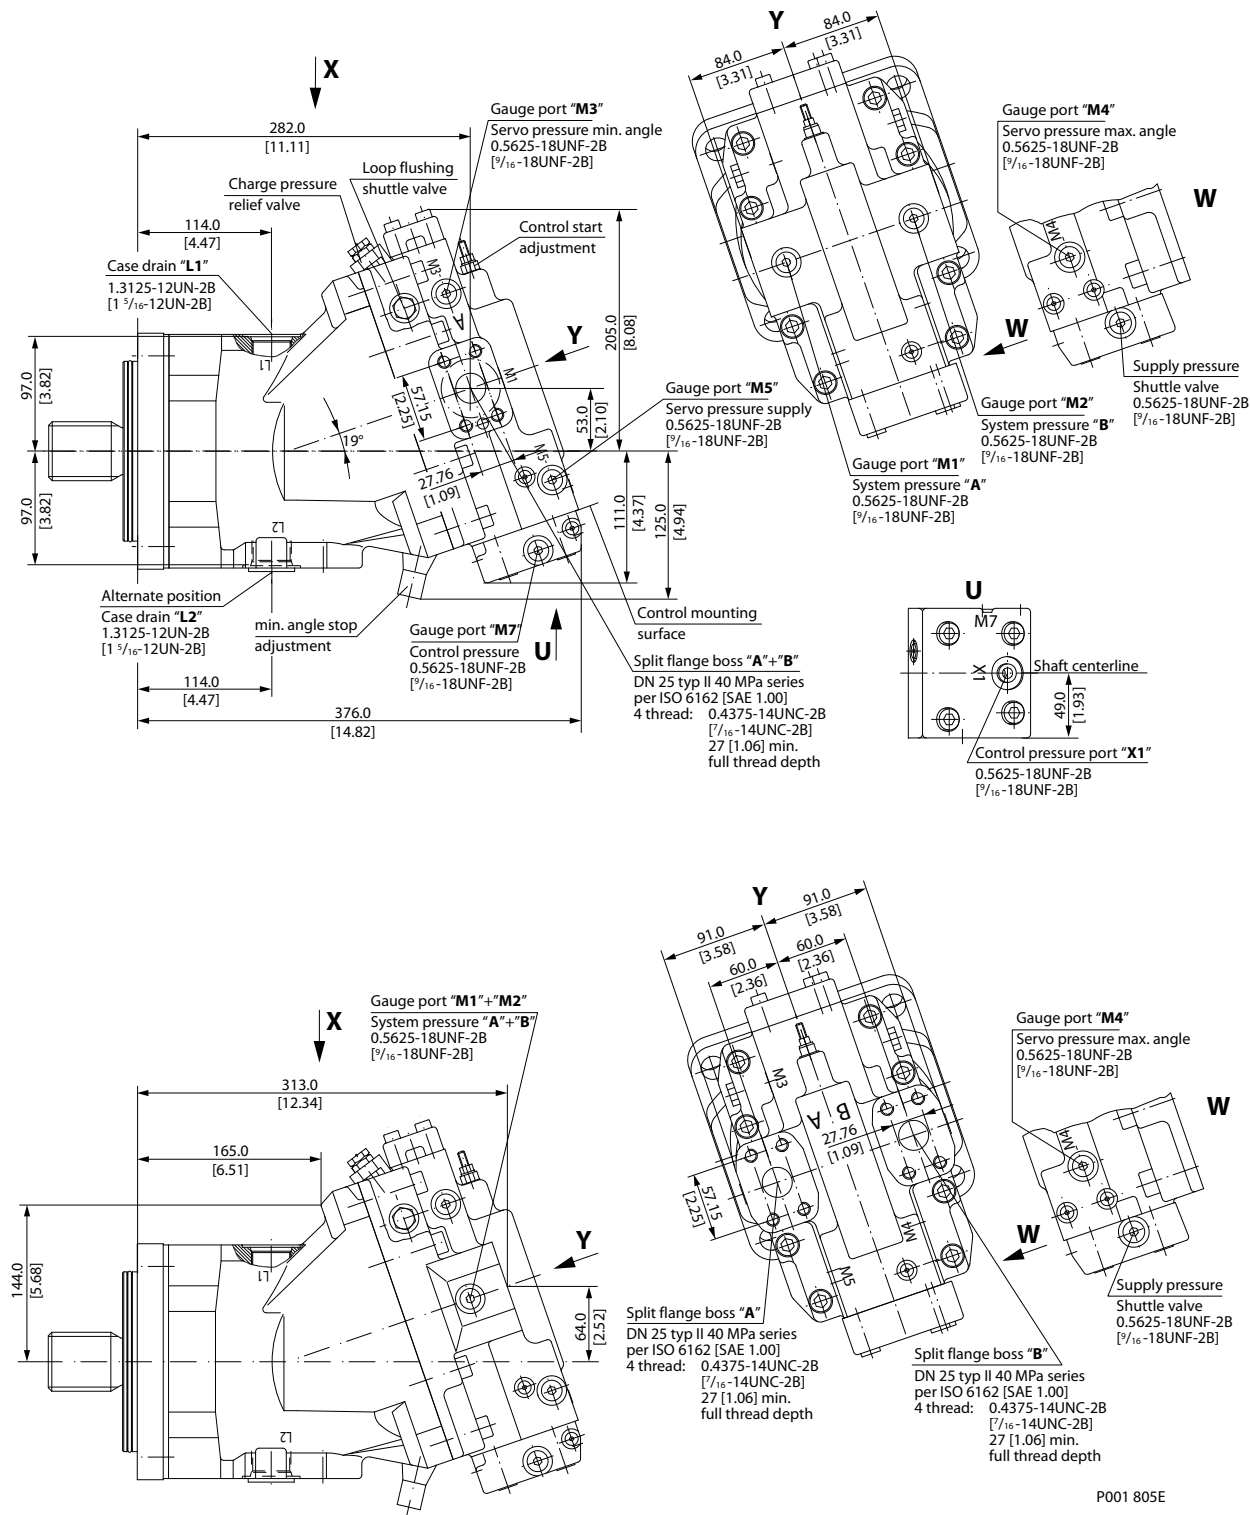 X
282.0
[11.11]
Gauge port “M3”
Servo pressure min. angle
0.5625-18UNF-2B
[9/16-18UNF-2B]
Loop flushing
shuttle valve
Charge pressure
relief valve
Control start
adjustment
114.0
[4.47]
Case drain “L1”
1.3125-12UN-2B
[1 5/16-12UN-2B]
L1
M3
A
M1
M5
Y
205.0
[8.08]
97.0
[3.82]
57.15
[2.25]
53.0
[2.10]
19°
27.76
[1.09]
97.0
[3.82]
111.0
[4.37]
125.0
[4.94]
L2
Gauge port “M5”
Servo pressure supply
0.5625-18UNF-2B
[9/16-18UNF-2B]
Alternate position
Case drain “L2”
1.3125-12UN-2B
[1 5/16-12UN-2B]
min. angle stop
adjustment
Gauge port “M7”
Control pressure
0.5625-18UNF-2B
[9/16-18UNF-2B]
U
Control mounting
surface
Split flange boss “A”+”B”
DN 25 typ II 40 MPa series
per ISO 6162 [SAE 1.00]
4 thread: 0.4375-14UNC-2B
[7/16-14UNC-2B]
27 [1.06] min.
full thread depth
114.0
[4.47]
376.0
[14.82]
Y
84.0
[3.31]
84.0
[3.31]
W
Gauge port “M2”
System pressure “B”
0.5625-18UNF-2B
[9/16-18UNF-2B]
Gauge port “M1”
System pressure “A”
0.5625-18UNF-2B
[9/16-18UNF-2B]
Gauge port “M4”
Servo pressure max. angle
0.5625-18UNF-2B
[9/16-18UNF-2B]
W
M4
Supply pressure
Shuttle valve
0.5625-18UNF-2B
[9/16-18UNF-2B]
U
M7
X1
Shaft centerline
49.0
[1.93]
Control pressure port “X1”
0.5625-18UNF-2B
[9/16-18UNF-2B]
Gauge port “M1”+”M2”
System pressure “A”+”B”
0.5625-18UNF-2B
[9/16-18UNF-2B]
X
313.0
[12.34]
165.0
[6.51]
144.0
[5.68]
L1
L2
Y
64.0
[2.52]
Y
91.0
[3.58]
91.0
[3.58]
60.0
[2.36]
60.0
[2.36]
M3
B A
27.76
[1.09]
57.15
[2.25]
M4
M5
W
Split flange boss “A”
DN 25 typ II 40 MPa series
per ISO 6162 [SAE 1.00]
4 thread: 0.4375-14UNC-2B
[7/16-14UNC-2B]
27 [1.06] min.
full thread depth
Split flange boss “B”
DN 25 typ II 40 MPa series
per ISO 6162 [SAE 1.00]
4 thread: 0.4375-14UNC-2B
[7/16-14UNC-2B]
27 [1.06] min.
full thread depth
Gauge port “M4”
Servo pressure max. angle
0.5625-18UNF-2B
[9/16-18UNF-2B]
W
M4
Supply pressure
Shuttle valve
0.5625-18UNF-2B
[9/16-18UNF-2B]
P001 805E